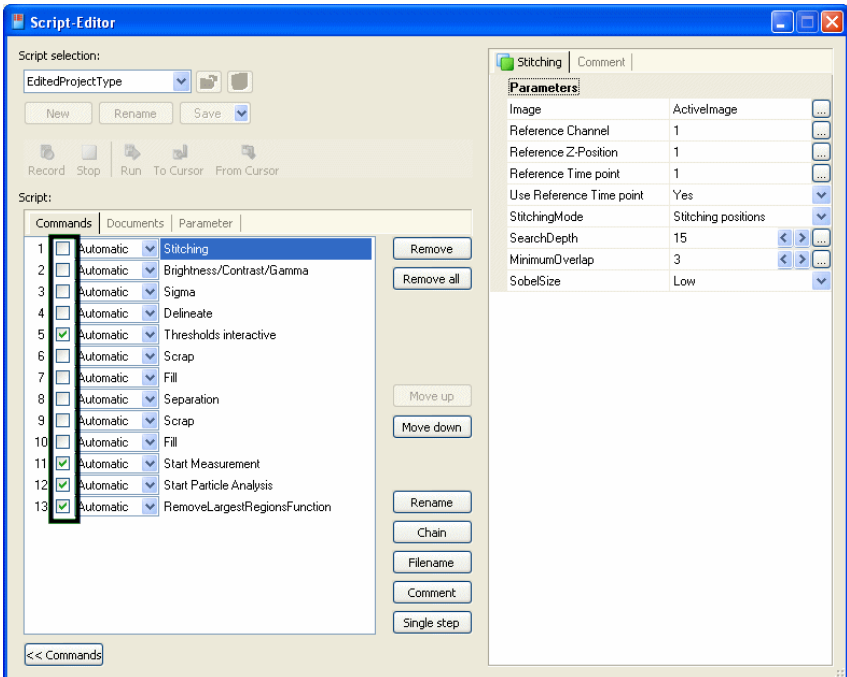 Script-Editor
Script selection:
EditedProjectType
New Rename Save
Record Stop Run To Cursor From Cursor
Script:
Commands Documents Parameter
1 Automatic Stitching
2 Automatic Brightness/Contrast/Gamma
3 Automatic Sigma
4 Automatic Delineate
5 Automatic Thresholds interactive
6 Automatic Scrap
7 Automatic Fill
8 Automatic Separation
9 Automatic Scrap
10 Automatic Fill
11 Automatic Start Measurement
12 Automatic Start Particle Analysis
13 Automatic RemoveLargestRegionsFunction
Remove
Remove all
Move up
Move down
Rename
Chain
Filename
Comment
Single step
<< Commands
Stitching Comment
Parameters
Image ActiveImage ...
Reference Channel 1 ...
Reference Z-Position 1 ...
Reference Time point 1 ...
Use Reference Time point Yes
StitchingMode Stitching positions
SearchDepth 15 < > ...
MinimumOverlap 3 < > ...
SobelSize Low